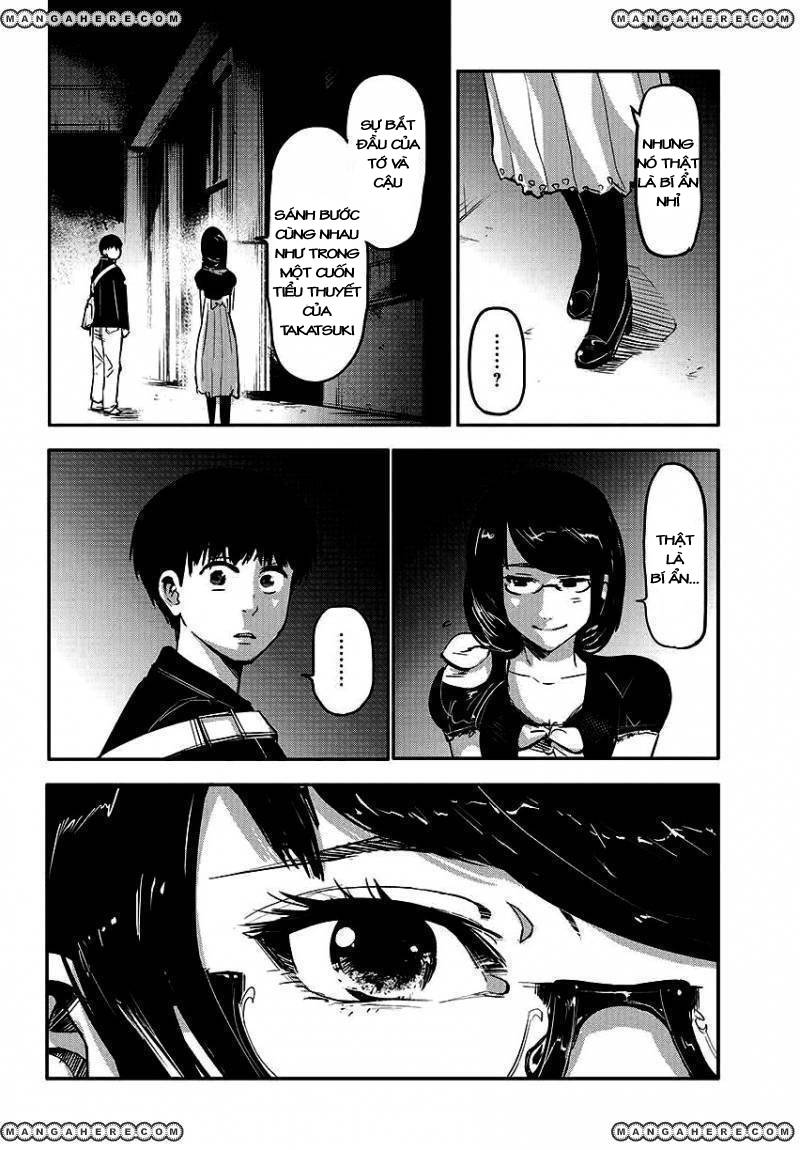 MANGAHERE.COM
MANGAHERE.COM
NHƯNG
NÓ THẬT
LÀ BÍ ẨN
NHỈ
........?
SỰ BẮT
ĐẦU CỦA
TỚ VÀ
CẬU
SÁNH BƯỚC
CÙNG NHAU
NHƯ TRONG
MỘT CUỐN
TIỂU THUYẾT
CỦA
TAKATSUKI
THẬT
LÀ
BÍ ẨN...
........
MANGAHERE.COM
MANGAHERE.COM